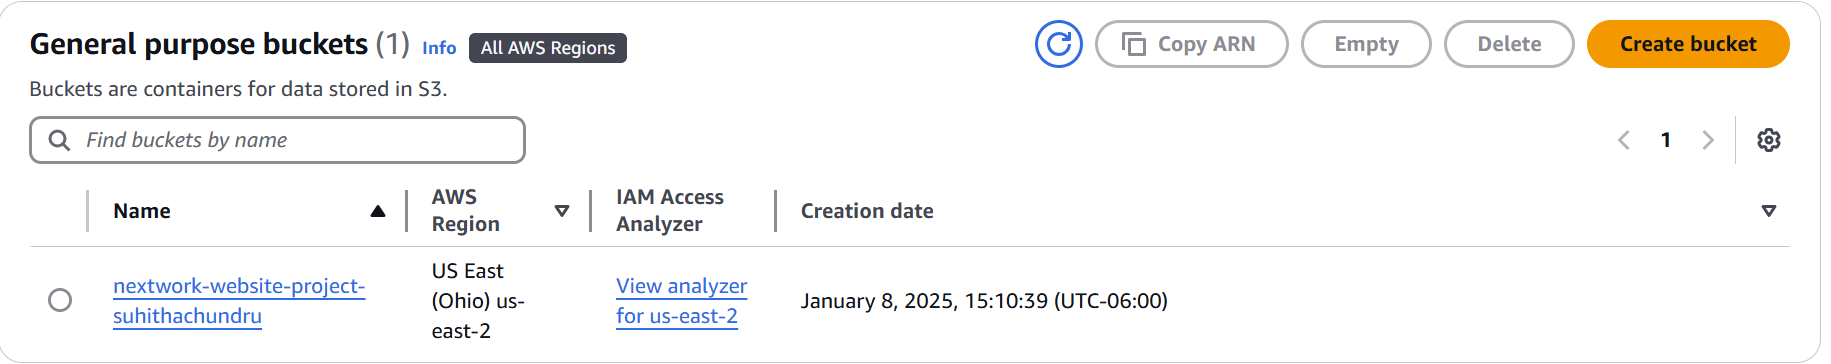 General purpose buckets (1) Info All AWS Regions Copy ARN Empty Delete Create bucket
Buckets are containers for data stored in S3.
Find buckets by name 1
Name AWS Region IAM Access Analyzer Creation date
nextwork-website-project-suhithachundru US East (Ohio) us-east-2 View analyzer for us-east-2 January 8, 2025, 15:10:39 (UTC-06:00)